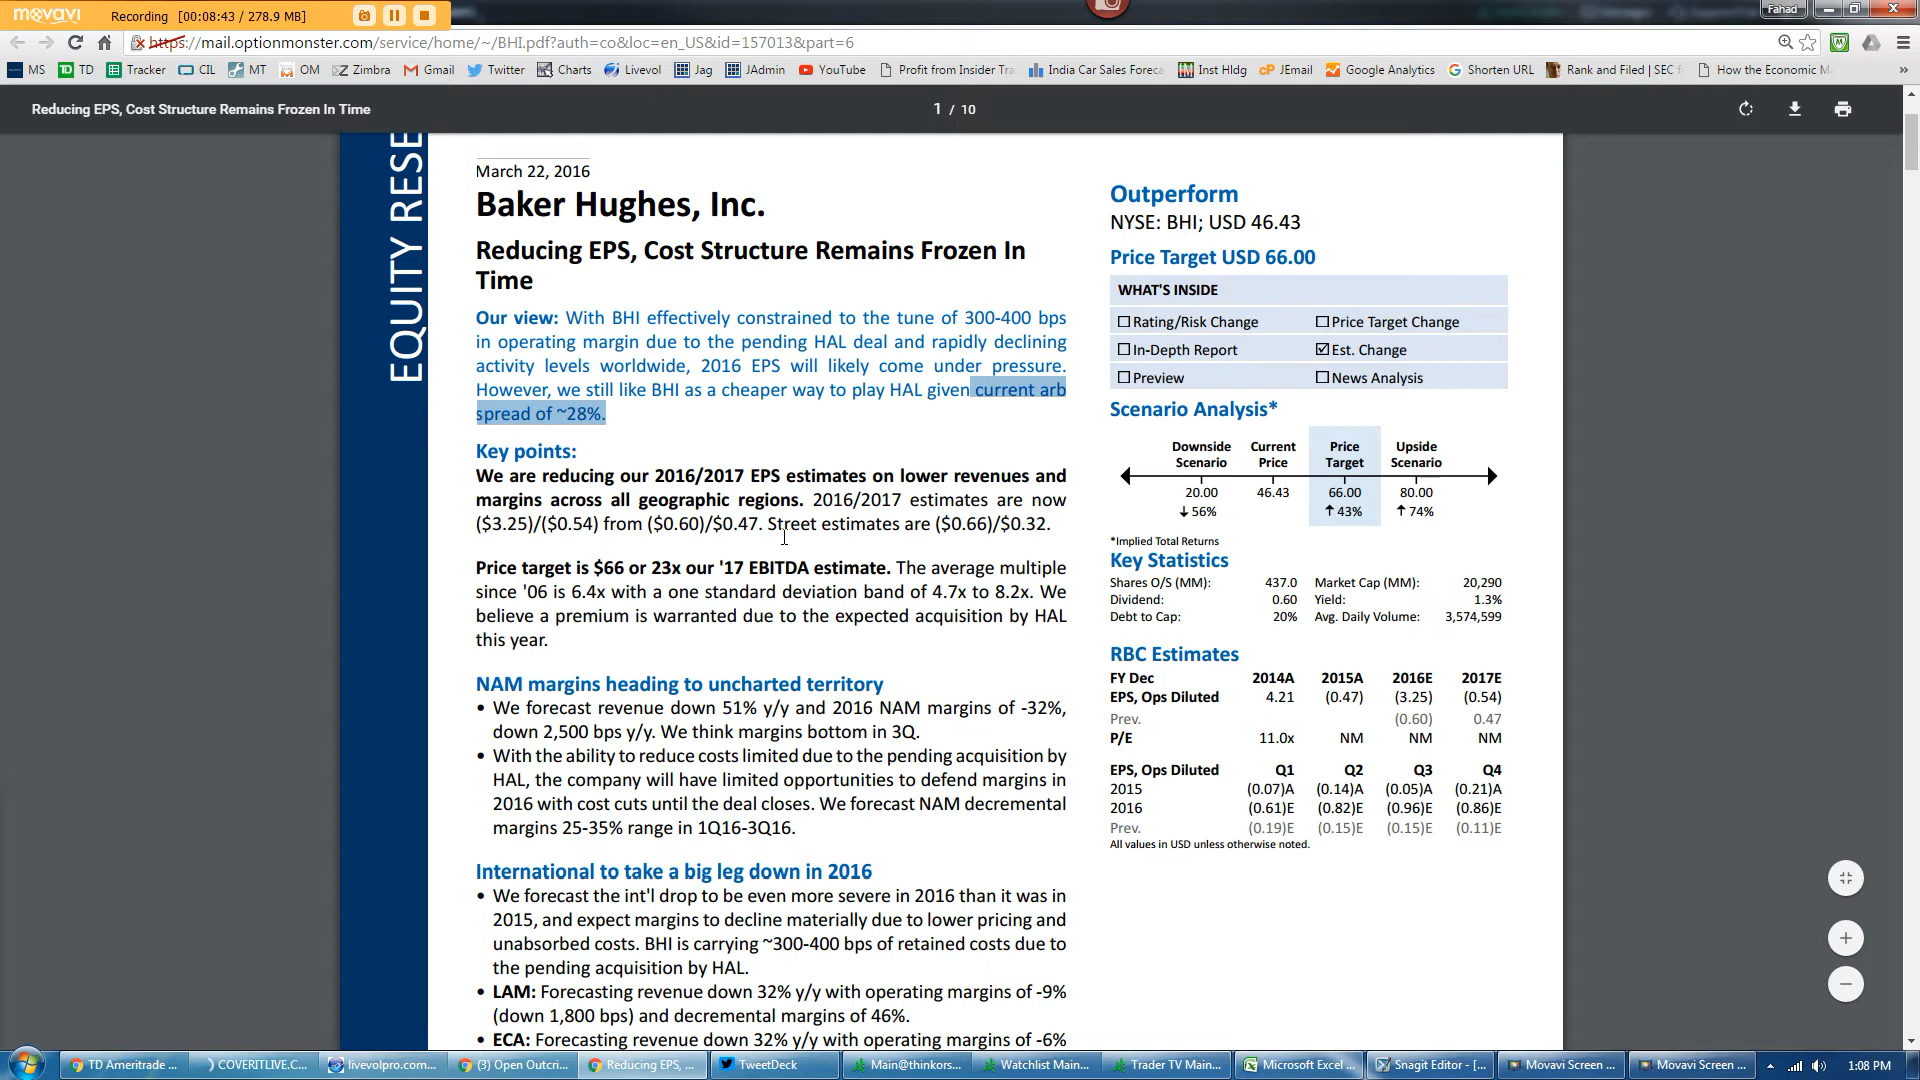 movavi
Recording [00:08:43 / 278.9 MB]
Fahad
https://mail.optionmonster.com/service/home/~/BHI.pdf?auth=co&loc=en_US&id=157013&part=6
MS TD Tracker CIL MT OM Zimbra Gmail Twitter Charts Livevol Jag JAdmin YouTube Profit from Insider Tra India Car Sales Foreca Inst Hldg JEmail Google Analytics Shorten URL Rank and Filed | SEC How the Economic M »
Reducing EPS, Cost Structure Remains Frozen In Time
1 / 10
EQUITY RESE
March 22, 2016
Baker Hughes, Inc.
Reducing EPS, Cost Structure Remains Frozen In
Time
Our view: With BHI effectively constrained to the tune of 300-400 bps
in operating margin due to the pending HAL deal and rapidly declining
activity levels worldwide, 2016 EPS will likely come under pressure.
However, we still like BHI as a cheaper way to play HAL given current arb
spread of ~28%.
Key points:
We are reducing our 2016/2017 EPS estimates on lower revenues and
margins across all geographic regions. 2016/2017 estimates are now
($3.25)/($0.54) from ($0.60)/$0.47. Street estimates are ($0.66)/$0.32.
Price target is $66 or 23x our '17 EBITDA estimate. The average multiple
since '06 is 6.4x with a one standard deviation band of 4.7x to 8.2x. We
believe a premium is warranted due to the expected acquisition by HAL
this year.
NAM margins heading to uncharted territory
• We forecast revenue down 51% y/y and 2016 NAM margins of -32%,
down 2,500 bps y/y. We think margins bottom in 3Q.
• With the ability to reduce costs limited due to the pending acquisition by
HAL, the company will have limited opportunities to defend margins in
2016 with cost cuts until the deal closes. We forecast NAM decremental
margins 25-35% range in 1Q16-3Q16.
International to take a big leg down in 2016
• We forecast the int'l drop to be even more severe in 2016 than it was in
2015, and expect margins to decline materially due to lower pricing and
unabsorbed costs. BHI is carrying ~300-400 bps of retained costs due to
the pending acquisition by HAL.
• LAM: Forecasting revenue down 32% y/y with operating margins of -9%
(down 1,800 bps) and decremental margins of 46%.
• ECA: Forecasting revenue down 32% y/y with operating margins of -6%
Outperform
NYSE: BHI; USD 46.43
Price Target USD 66.00
WHAT'S INSIDE
☐ Rating/Risk Change ☐ Price Target Change
☐ In-Depth Report ☑ Est. Change
☐ Preview ☐ News Analysis
Scenario Analysis*
Downside Current Price Upside
Scenario Price Target Scenario
20.00 46.43 66.00 80.00
↓ 56% ↑ 43% ↑ 74%
*Implied Total Returns
Key Statistics
Shares O/S (MM): 437.0 Market Cap (MM): 20,290
Dividend: 0.60 Yield: 1.3%
Debt to Cap: 20% Avg. Daily Volume: 3,574,599
RBC Estimates
FY Dec 2014A 2015A 2016E 2017E
EPS, Ops Diluted 4.21 (0.47) (3.25) (0.54)
Prev. (0.60) 0.47
P/E 11.0x NM NM NM
EPS, Ops Diluted Q1 Q2 Q3 Q4
2015 (0.07)A (0.14)A (0.05)A (0.21)A
2016 (0.61)E (0.82)E (0.96)E (0.86)E
Prev. (0.19)E (0.15)E (0.15)E (0.11)E
All values in USD unless otherwise noted.
TD Ameritrade ... COVERITLIVE.C... livevolpro.com... (3) Open Outcri... Reducing EPS, ... TweetDeck Main@thinkors... Watchlist Main... Trader TV Main... Microsoft Excel ... Snagit Editor - [... Movavi Screen ... Movavi Screen ... 1:08 PM